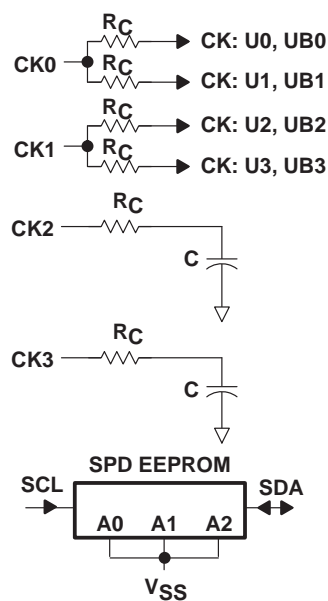 RC
CK: U0, UB0
CK0
RC
CK: U1, UB1
RC
CK: U2, UB2
CK1
RC
CK: U3, UB3
RC
CK2
C
RC
CK3
C
SPD EEPROM
SCL
SDA
A0 A1 A2
VSS